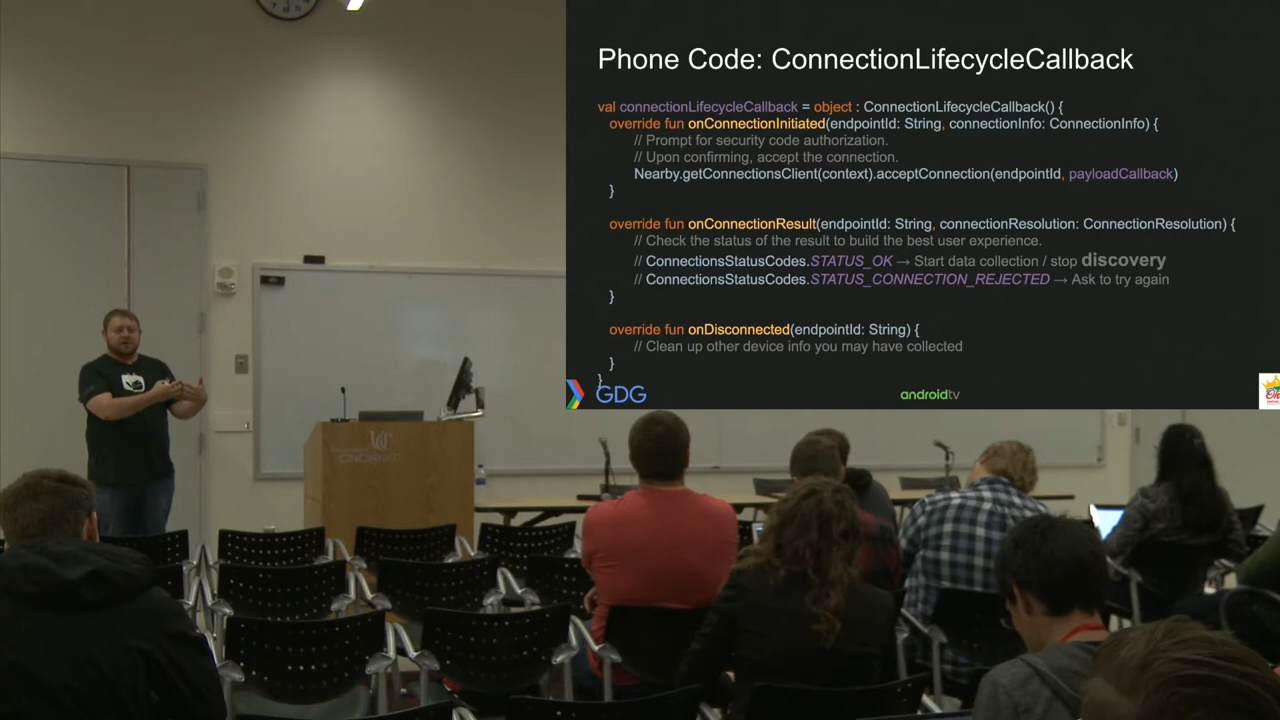 Phone Code: ConnectionLifecycleCallback
val connectionLifecycleCallback = object : ConnectionLifecycleCallback() {
override fun onConnectionInitiated(endpointId: String, connectionInfo: ConnectionInfo) {
// Prompt for security code authorization.
// Upon confirming, accept the connection.
Nearby.getConnectionsClient(context).acceptConnection(endpointId, payloadCallback)
}
override fun onConnectionResult(endpointId: String, connectionResolution: ConnectionResolution) {
// Check the status of the result to build the best user experience.
// ConnectionsStatusCodes.STATUS_OK → Start data collection / stop discovery
// ConnectionsStatusCodes.STATUS_CONNECTION_REJECTED → Ask to try again
}
override fun onDisconnected(endpointId: String) {
// Clean up other device info you may have collected
}
}
GDG
androidtv
UC
CINCINNATI